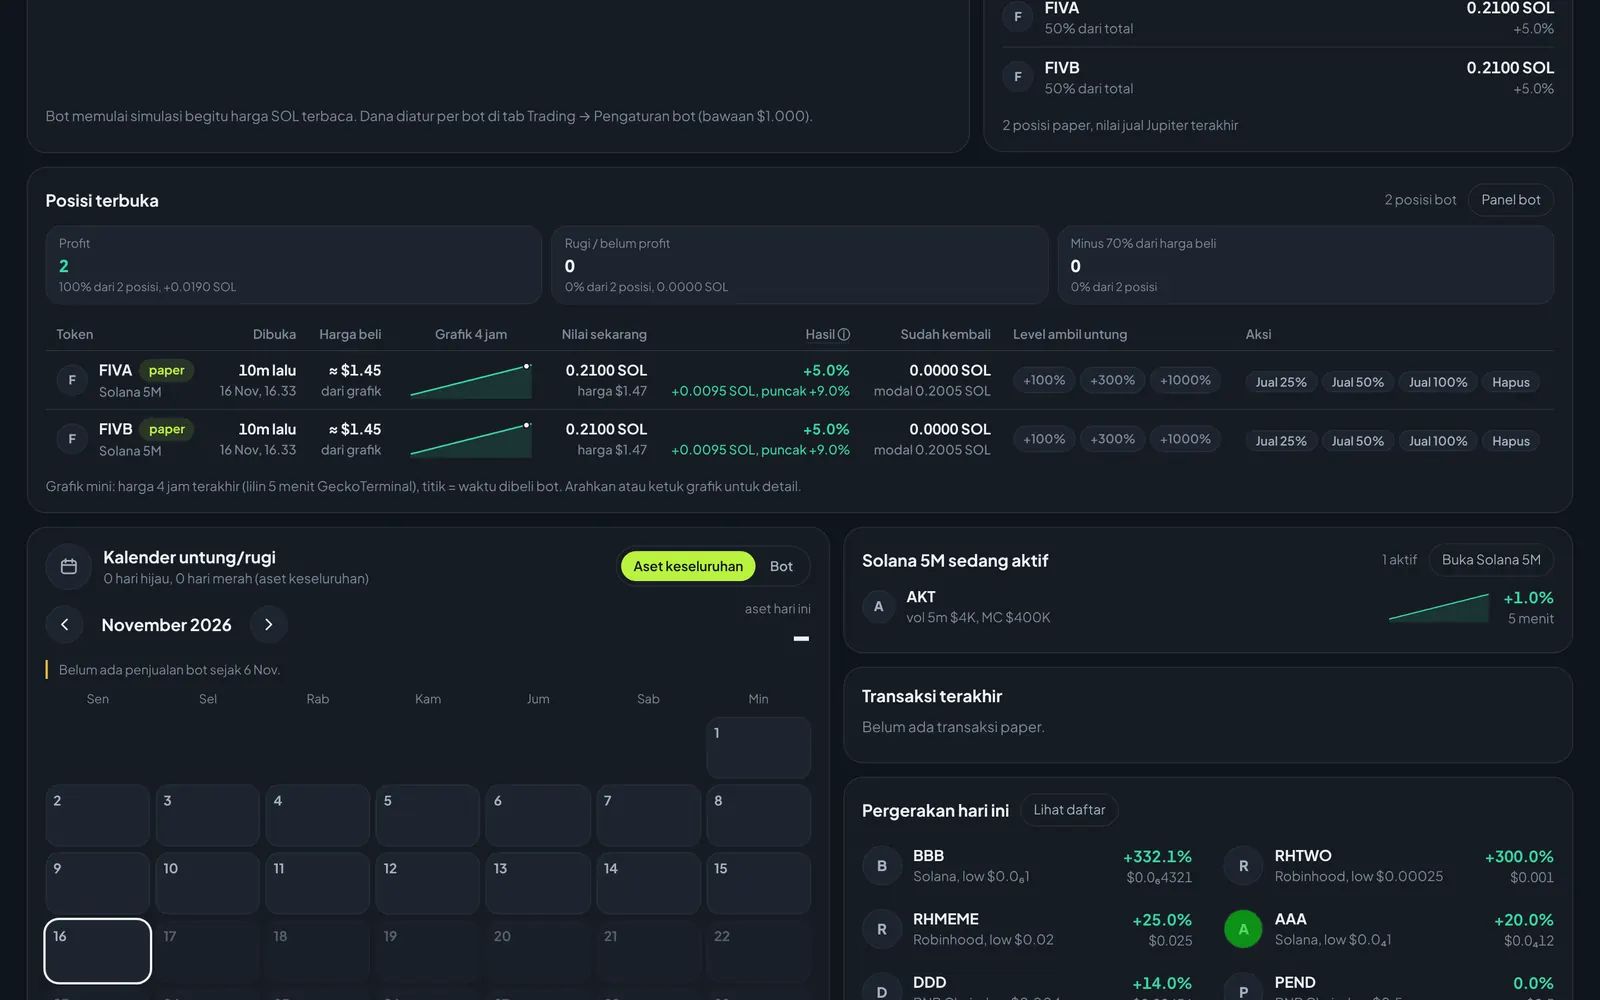 F
FIVA
50% dari total
0.2100 SOL
+5.0%
F
FIVB
50% dari total
0.2100 SOL
+5.0%
Bot memulai simulasi begitu harga SOL terbaca. Dana diatur per bot di tab Trading → Pengaturan bot (bawaan $1.000).
2 posisi paper, nilai jual Jupiter terakhir
Posisi terbuka
2 posisi bot
Panel bot
Profit
2
100% dari 2 posisi, +0.0190 SOL
Rugi / belum profit
0
0% dari 2 posisi, 0.0000 SOL
Minus 70% dari harga beli
0
0% dari 2 posisi
Token Dibuka Harga beli Grafik 4 jam Nilai sekarang Hasil ⓘ Sudah kembali Level ambil untung Aksi
F FIVA paper 10m lalu ≈ $1.45 0.2100 SOL +5.0% 0.0000 SOL +100% +300% +1000% Jual 25% Jual 50% Jual 100% Hapus
Solana 5M 16 Nov, 16.33 dari grafik harga $1.47 +0.0095 SOL, puncak +9.0% modal 0.2005 SOL
F FIVB paper 10m lalu ≈ $1.45 0.2100 SOL +5.0% 0.0000 SOL +100% +300% +1000% Jual 25% Jual 50% Jual 100% Hapus
Solana 5M 16 Nov, 16.33 dari grafik harga $1.47 +0.0095 SOL, puncak +9.0% modal 0.2005 SOL
Grafik mini: harga 4 jam terakhir (lilin 5 menit GeckoTerminal), titik = waktu dibeli bot. Arahkan atau ketuk grafik untuk detail.
Kalender untung/rugi
0 hari hijau, 0 hari merah (aset keseluruhan)
Aset keseluruhan Bot
November 2026
aset hari ini
–
Belum ada penjualan bot sejak 6 Nov.
Sen Sel Rab Kam Jum Sab Min
1
2 3 4 5 6 7 8
9 10 11 12 13 14 15
16 17 18 19 20 21 22
Solana 5M sedang aktif
1 aktif
Buka Solana 5M
A
AKT
vol 5m $4K, MC $400K
+1.0%
5 menit
Transaksi terakhir
Belum ada transaksi paper.
Pergerakan hari ini
Lihat daftar
B BBB +332.1%
Solana, low $0.0₆1 $0.0₆4321
R RHTWO +300.0%
Robinhood, low $0.00025 $0.001
R RHMEME +25.0%
Robinhood, low $0.02 $0.025
A AAA +20.0%
Solana, low $0.0₄1 $0.0₄12
D DDD +14.0%
P PEND 0.0%